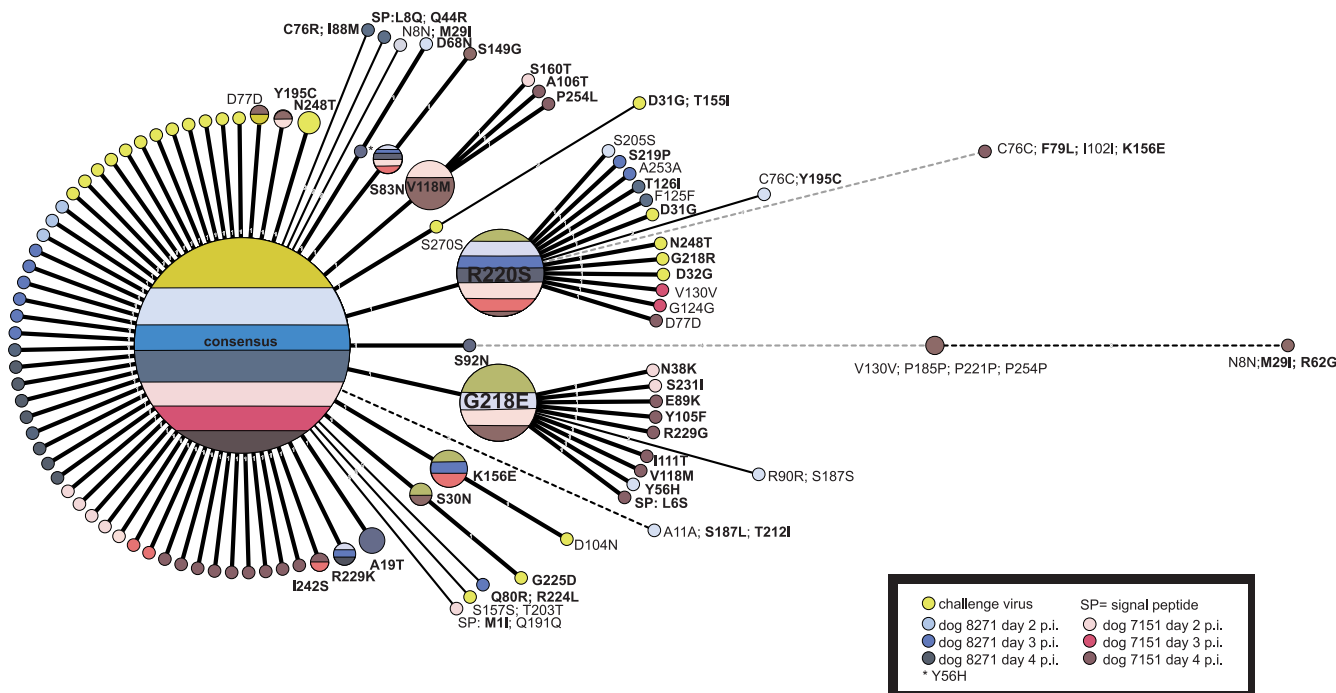 SP:L8Q; Q44R
C76R; I88M
N8N; M29I
D68N
S149G
S160T
A106T
P254L
D77D
Y195C
N248T
D31G; T155I
*
S83N
V118M
S270S
S205S
S219P
A253A
T126I
F125F
D31G
C76C; F79L; I102I; K156E
C76C;Y195C
R220S
N248T
G218R
D32G
V130V
G124G
D77D
consensus
S92N
V130V; P185P; P221P; P254P
N8N;M29I; R62G
G218E
N38K
S231I
E89K
Y105F
R229G
I111T
V118M
Y56H
SP: L6S
R90R; S187S
K156E
S30N
A11A; S187L; T212I
D104N
A19T
R229K
I242S
G225D
Q80R; R224L
S157S; T203T
SP: M1I; Q191Q
challenge virus
SP= signal peptide
dog 8271 day 2 p.i.
dog 7151 day 2 p.i.
dog 8271 day 3 p.i.
dog 7151 day 3 p.i.
dog 8271 day 4 p.i.
dog 7151 day 4 p.i.
* Y56H